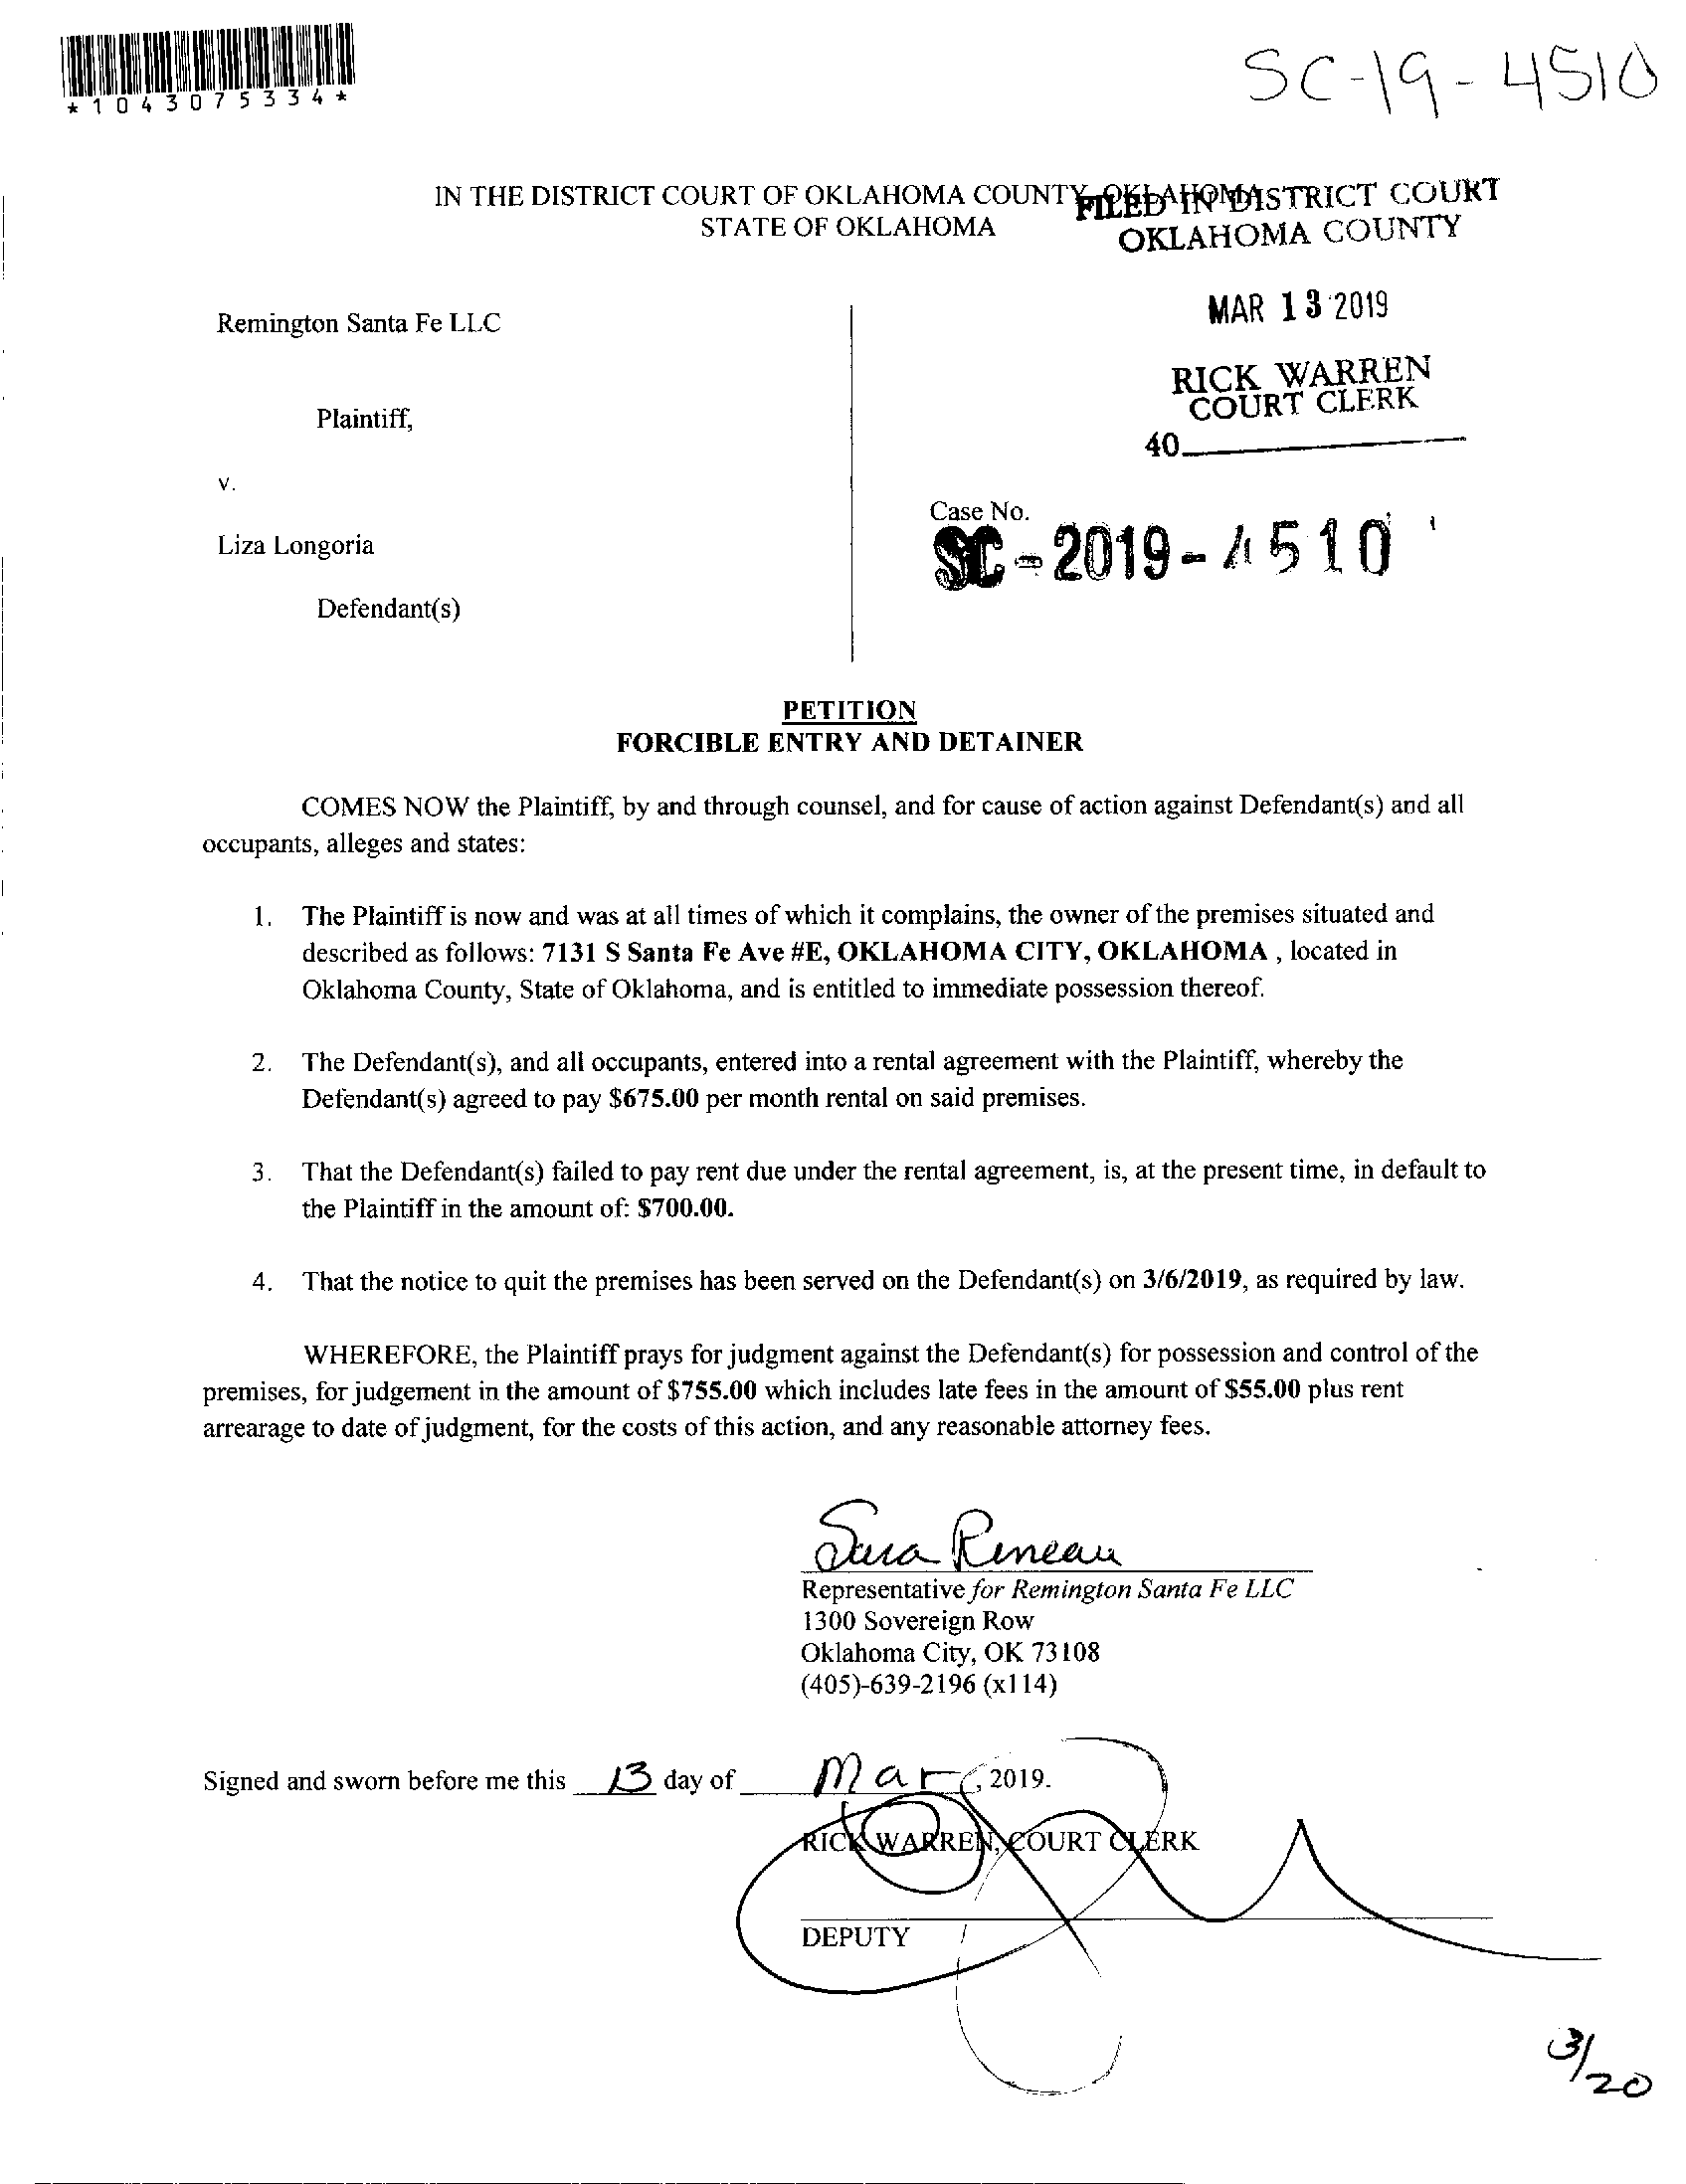 *1043075334*
SC-19-4510
IN THE DISTRICT COURT OF OKLAHOMA COUNTY, OKLAHOMA
STATE OF OKLAHOMA
FILED IN DISTRICT COURT
OKLAHOMA COUNTY
MAR 13 2019
RICK WARREN
COURT CLERK
40
Remington Santa Fe LLC
Plaintiff,
v.
Liza Longoria
Defendant(s)
Case No.
SC-2019-4510
PETITION
FORCIBLE ENTRY AND DETAINER
COMES NOW the Plaintiff, by and through counsel, and for cause of action against Defendant(s) and all
occupants, alleges and states:
1. The Plaintiff is now and was at all times of which it complains, the owner of the premises situated and
described as follows: 7131 S Santa Fe Ave #E, OKLAHOMA CITY, OKLAHOMA , located in
Oklahoma County, State of Oklahoma, and is entitled to immediate possession thereof.
2. The Defendant(s), and all occupants, entered into a rental agreement with the Plaintiff, whereby the
Defendant(s) agreed to pay $675.00 per month rental on said premises.
3. That the Defendant(s) failed to pay rent due under the rental agreement, is, at the present time, in default to
the Plaintiff in the amount of: $700.00.
4. That the notice to quit the premises has been served on the Defendant(s) on 3/6/2019, as required by law.
WHEREFORE, the Plaintiff prays for judgment against the Defendant(s) for possession and control of the
premises, for judgement in the amount of $755.00 which includes late fees in the amount of $55.00 plus rent
arrearage to date of judgment, for the costs of this action, and any reasonable attorney fees.
Sara Reneau
Representative for Remington Santa Fe LLC
1300 Sovereign Row
Oklahoma City, OK 73108
(405)-639-2196 (x114)
Signed and sworn before me this 13 day of Mar, 2019.
RICK WARREN, COURT CLERK
DEPUTY
3/20